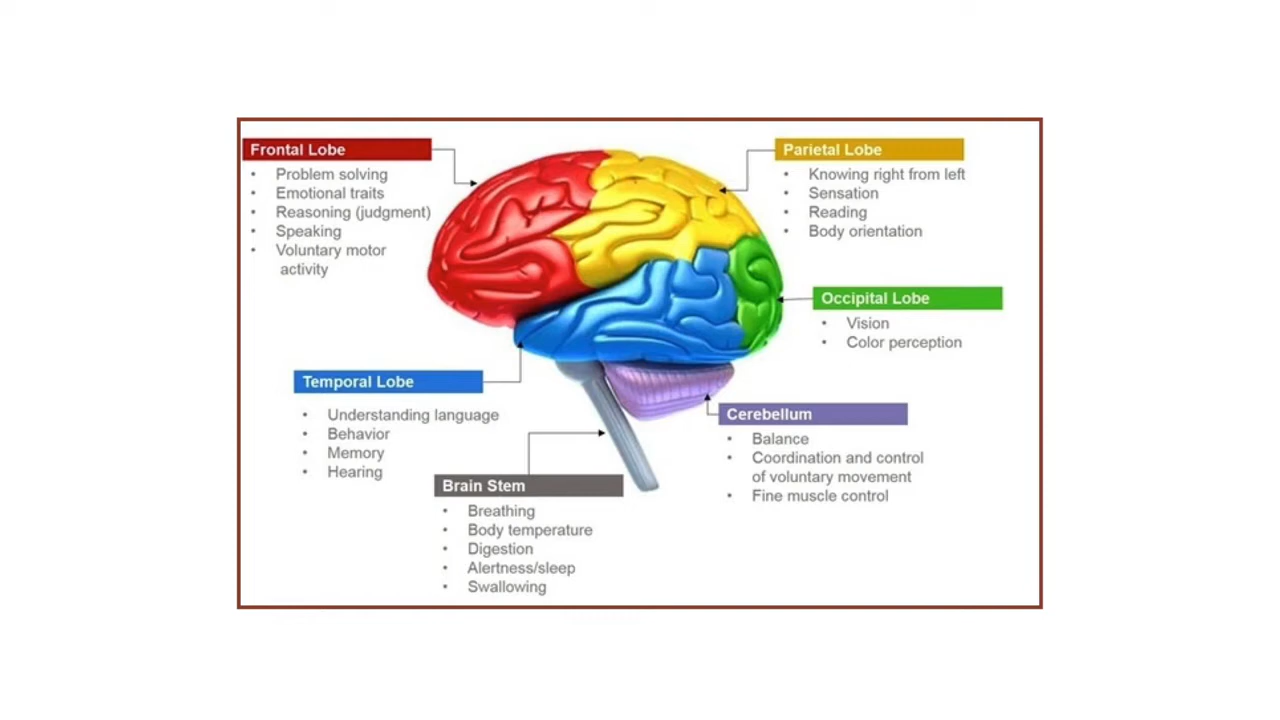 Frontal Lobe
• Problem solving
• Emotional traits
• Reasoning (judgment)
• Speaking
• Voluntary motor
activity
Parietal Lobe
• Knowing right from left
• Sensation
• Reading
• Body orientation
Occipital Lobe
• Vision
• Color perception
Temporal Lobe
• Understanding language
• Behavior
• Memory
• Hearing
Cerebellum
• Balance
• Coordination and control
of voluntary movement
• Fine muscle control
Brain Stem
• Breathing
• Body temperature
• Digestion
• Alertness/sleep
• Swallowing